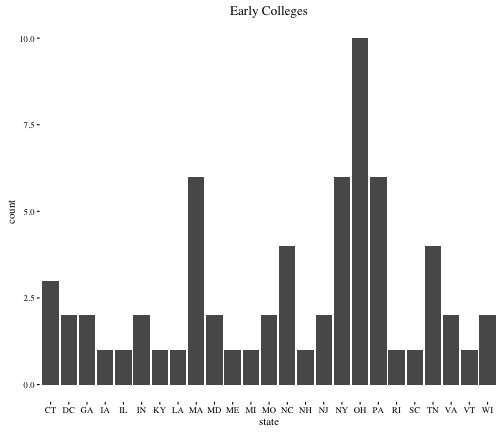 Early Colleges
10.0
7.5
5.0
2.5
0.0
count
CT DC GA IA IL IN KY LA MA MD ME MI MO NC NH NJ NY OH PA RI SC TN VA VT WI
state